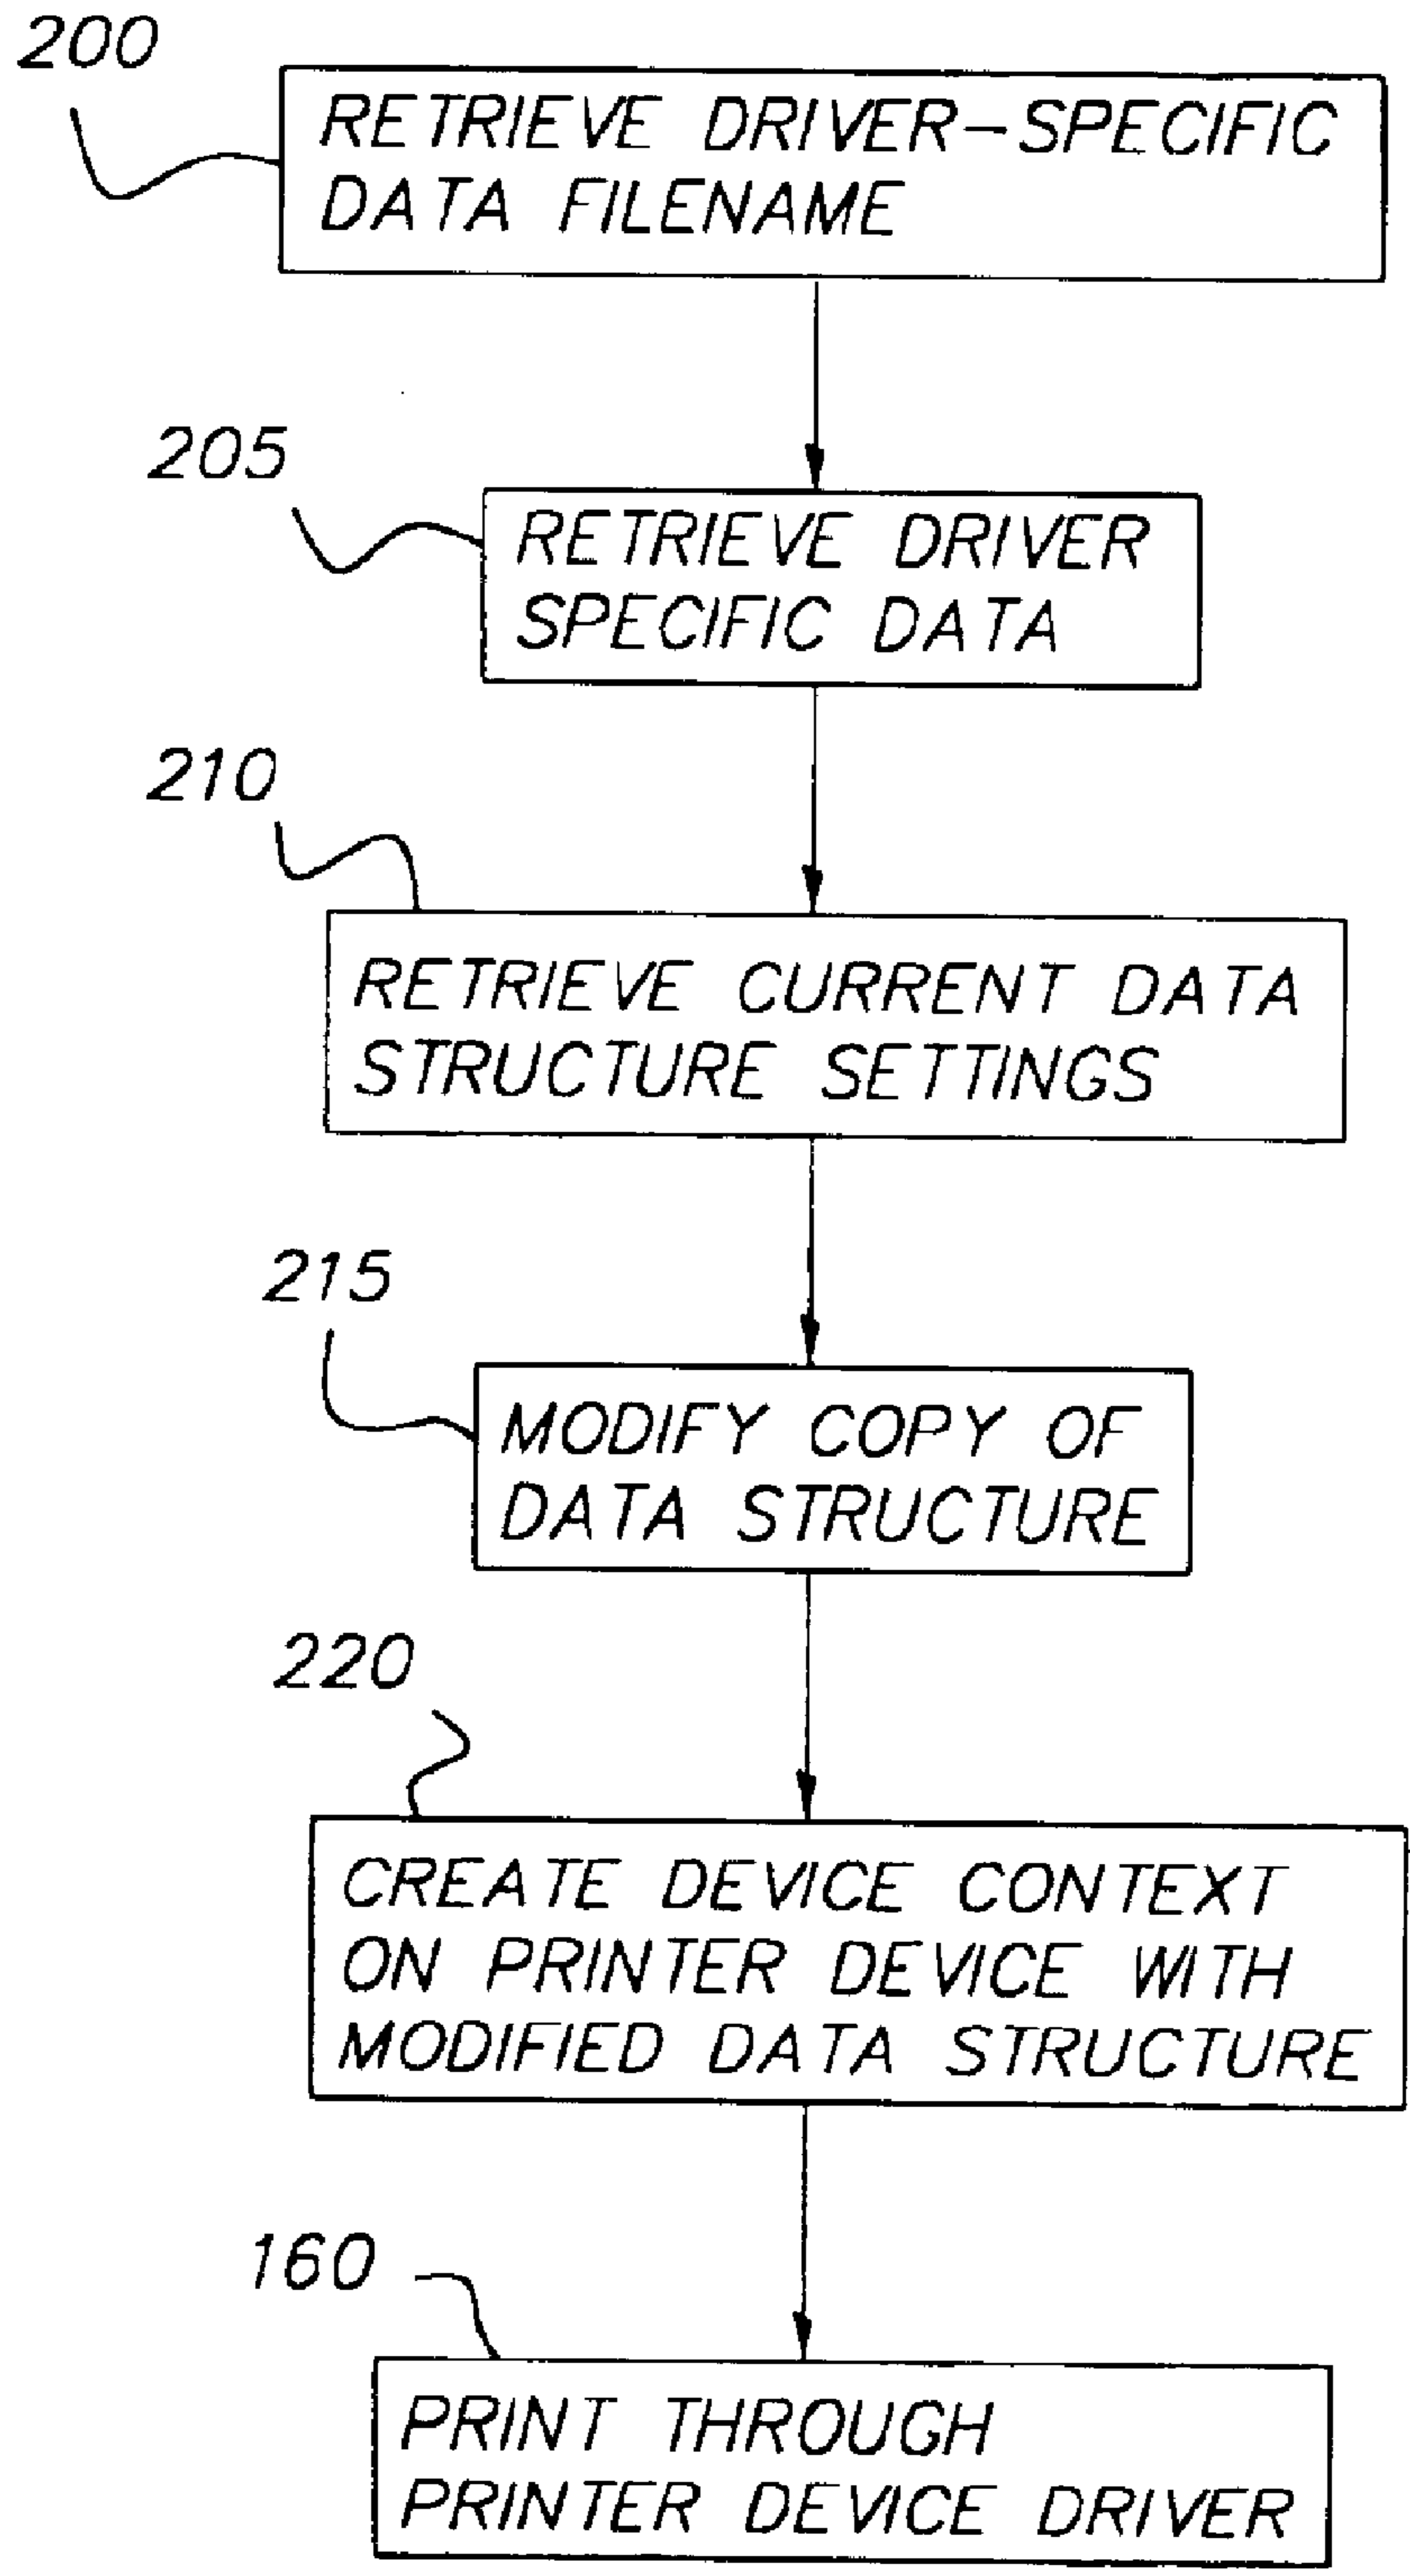 200
RETRIEVE DRIVER-SPECIFIC
DATA FILENAME
205
RETRIEVE DRIVER
SPECIFIC DATA
210
RETRIEVE CURRENT DATA
STRUCTURE SETTINGS
215
MODIFY COPY OF
DATA STRUCTURE
220
CREATE DEVICE CONTEXT
ON PRINTER DEVICE WITH
MODIFIED DATA STRUCTURE
160
PRINT THROUGH
PRINTER DEVICE DRIVER